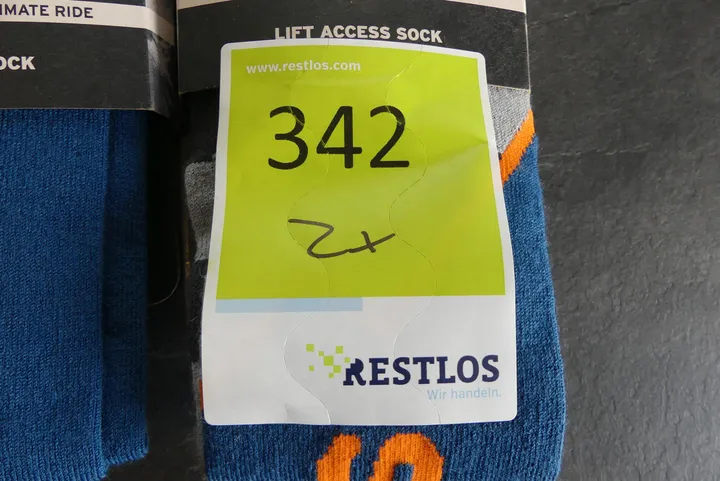 IMATE RIDE
OCK
LIFT ACCESS SOCK
www.restlos.com
342
2x
RESTLOS
Wir handeln.
S